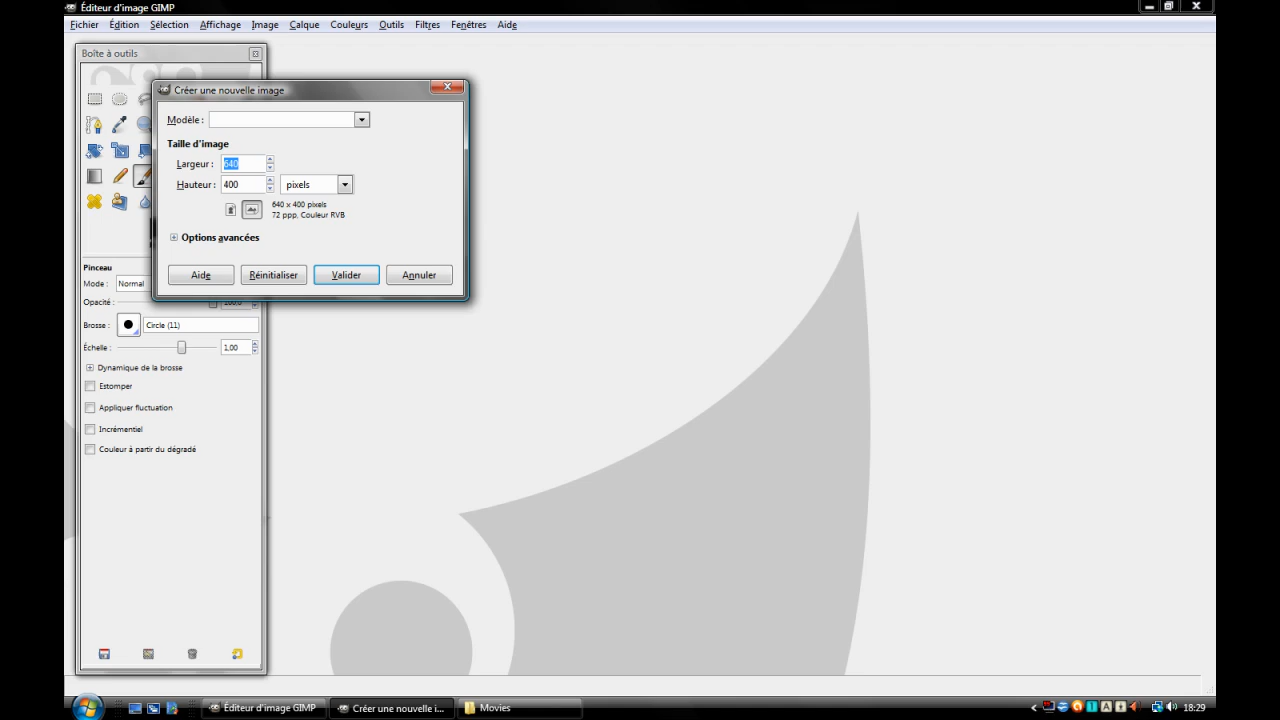 Éditeur d'image GIMP
Fichier Édition Sélection Affichage Image Calque Couleurs Outils Filtres Fenêtres Aide
Boîte à outils
Créer une nouvelle image
Modèle :
Taille d'image
Largeur : 640
Hauteur : 400 pixels
640 x 400 pixels
72 ppp, Couleur RVB
Options avancées
Aide Réinitialiser Valider Annuler
Pinceau
Mode : Normal
Opacité :
Brosse : Circle (11)
Échelle : 1,00
Dynamique de la brosse
Estomper
Appliquer fluctuation
Incrémentiel
Couleur à partir du dégradé
Éditeur d'image GIMP Créer une nouvelle i... Movies 18:29